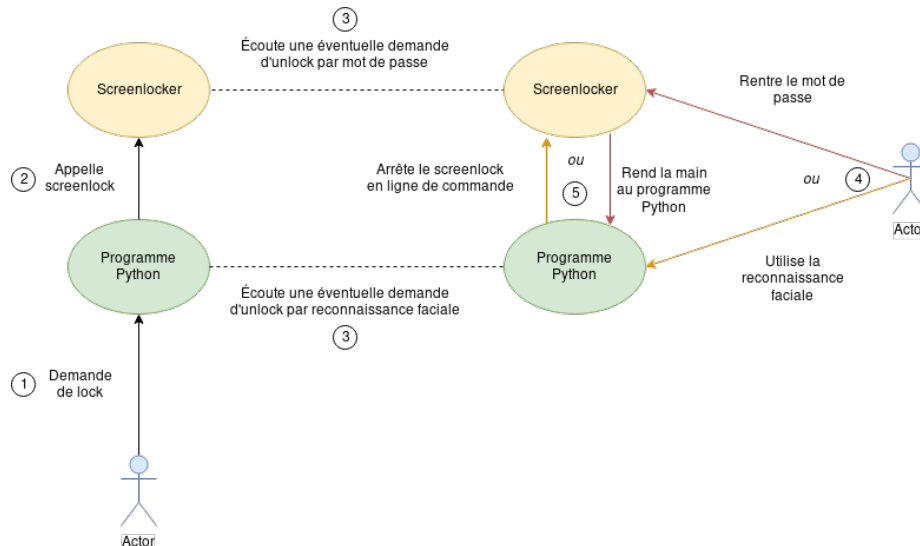 3
Écoute une éventuelle demande
d'unlock par mot de passe
Screenlocker
Screenlocker
Rentre le mot de
passe
2
Appelle
screenlock
Arrête le screenlock
en ligne de commande
ou
5
Rend la main
au programme
Python
ou
4
Actor
Programme
Python
Programme
Python
Écoute une éventuelle demande
d'unlock par reconnaissance faciale
3
Utilise la
reconnaissance
faciale
1
Demande
de lock
Actor